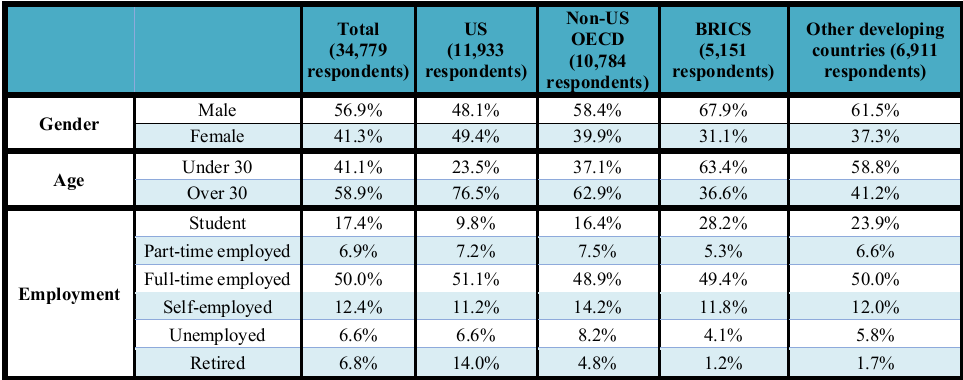 Total (34,779 respondents) US (11,933 respondents) Non-US OECD (10,784 respondents) BRICS (5,151 respondents) Other developing countries (6,911 respondents)
Gender Male 56.9% 48.1% 58.4% 67.9% 61.5%
Female 41.3% 49.4% 39.9% 31.1% 37.3%
Age Under 30 41.1% 23.5% 37.1% 63.4% 58.8%
Over 30 58.9% 76.5% 62.9% 36.6% 41.2%
Employment Student 17.4% 9.8% 16.4% 28.2% 23.9%
Part-time employed 6.9% 7.2% 7.5% 5.3% 6.6%
Full-time employed 50.0% 51.1% 48.9% 49.4% 50.0%
Self-employed 12.4% 11.2% 14.2% 11.8% 12.0%
Unemployed 6.6% 6.6% 8.2% 4.1% 5.8%
Retired 6.8% 14.0% 4.8% 1.2% 1.7%